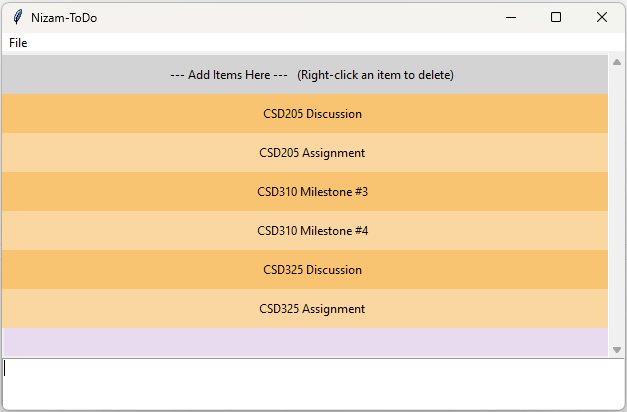 Nizam-ToDo
File
--- Add Items Here ---   (Right-click an item to delete)
CSD205 Discussion
CSD205 Assignment
CSD310 Milestone #3
CSD310 Milestone #4
CSD325 Discussion
CSD325 Assignment